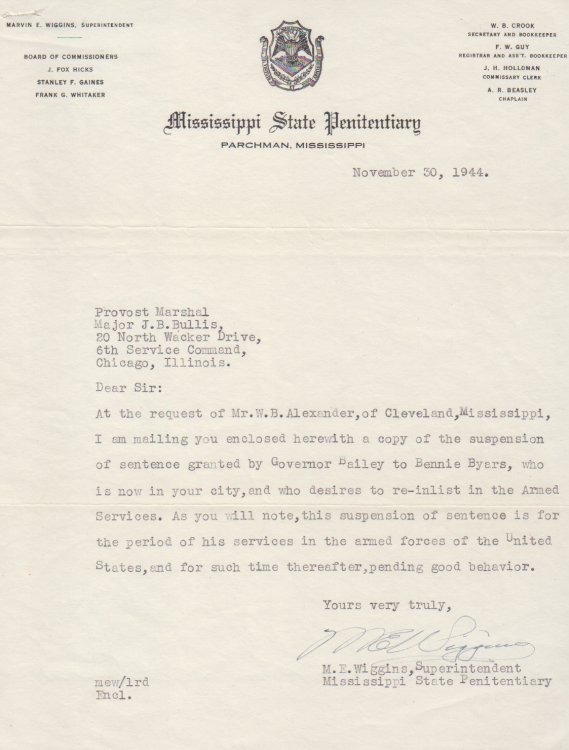 MARVIN E. WIGGINS, SUPERINTENDENT
BOARD OF COMMISSIONERS
J. FOX HICKS
STANLEY F. GAINES
FRANK G. WHITAKER
W. B. CROOK
SECRETARY AND BOOKKEEPER
F. W. GUY
REGISTRAR AND ASS'T. BOOKKEEPER
J. H. HOLLOMAN
COMMISSARY CLERK
A. R. BEASLEY
CHAPLAIN
Mississippi State Penitentiary
PARCHMAN, MISSISSIPPI
November 30, 1944.
Provost Marshal
Major J.B.Bullis,
20 North Wacker Drive,
6th Service Command,
Chicago, Illinois.
Dear Sir:
At the request of Mr.W.B.Alexander,of Cleveland,Mississippi,
I am mailing you enclosed herewith a copy of the suspension
of sentence granted by Governor Bailey to Bennie Byars, who
is now in your city,and who desires to re-inlist in the Armed
Services. As you will note,this suspension of sentence is for
the period of his services in the armed forces of the United
States,and for such time thereafter,pending good behavior.
Yours very truly,
M E Wiggins
M.E.Wiggins,Superintendent
Mississippi State Penitentiary
mew/lrd
Encl.